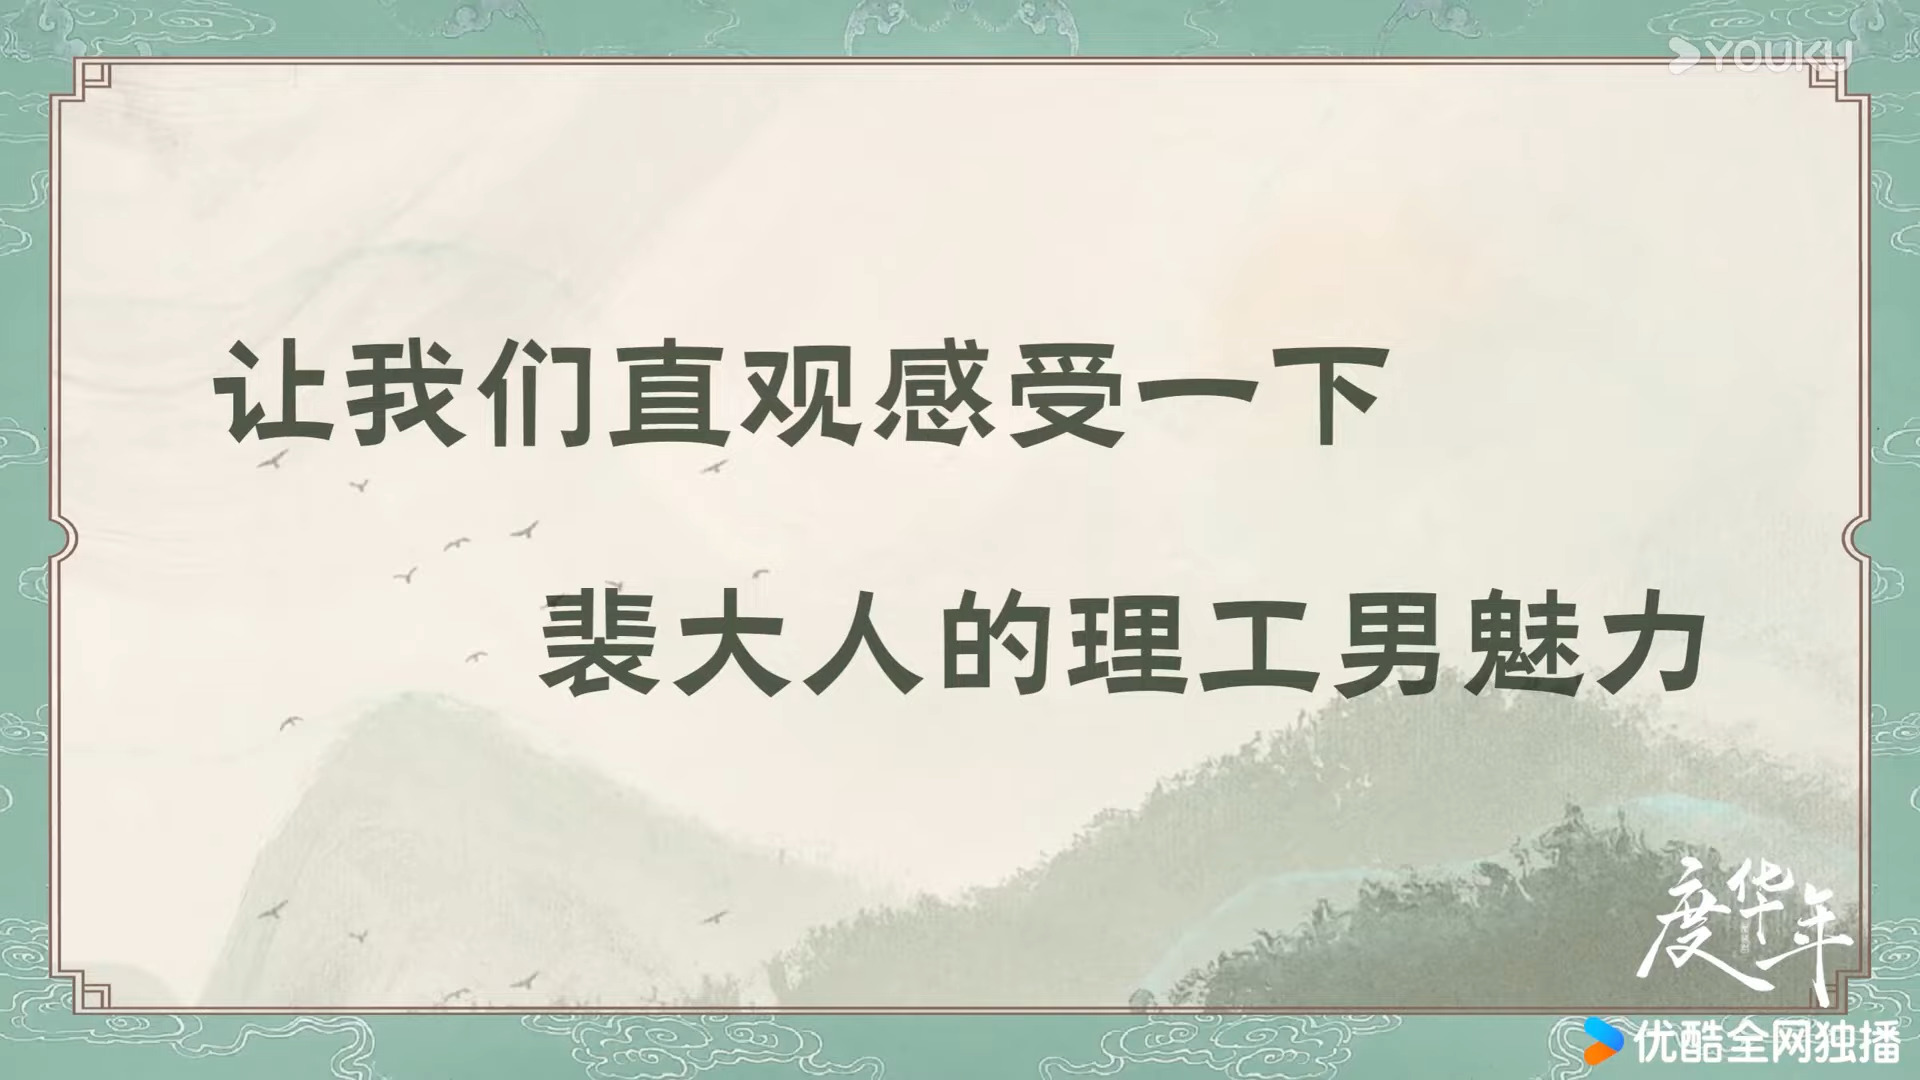 YOUKU
让我们直观感受一下
裴大人的理工男魅力
度华年
优酷全网独播